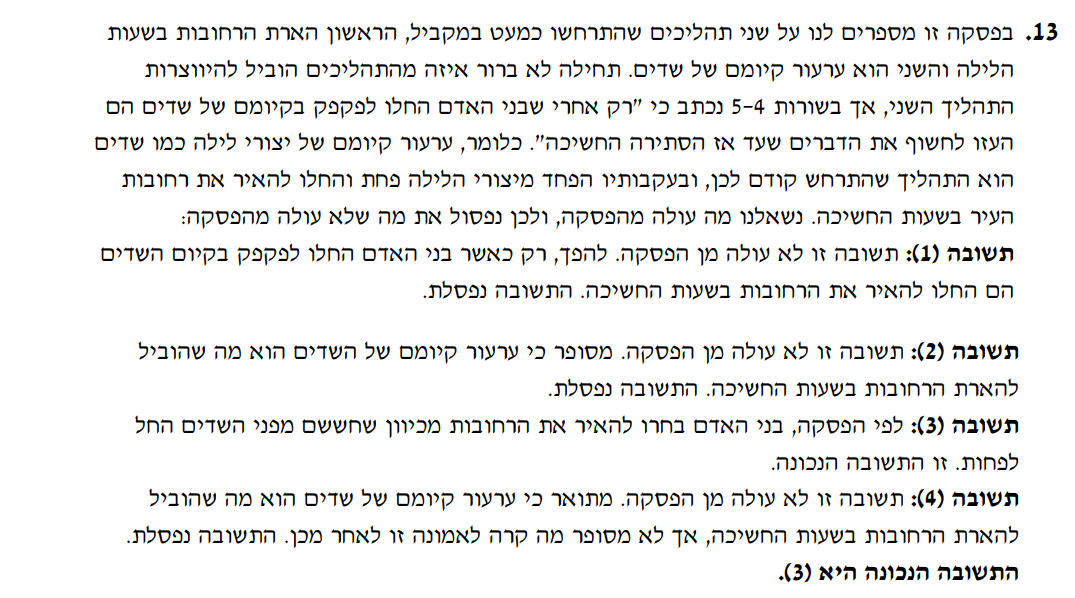 13. בפסקה זו מספרים לנו על שני תהליכים שהתרחשו כמעט במקביל, הראשון הארת הרחובות בשעות
הלילה והשני הוא ערעור קיומם של שדים. תחילה לא ברור איזה מהתהליכים הוביל להיווצרות
התהליך השני, אך בשורות 5-4 נכתב כי "רק אחרי שבני האדם החלו לפקפק בקיומם של שדים הם
העזו לחשוף את הדברים שעד אז הסתירה החשיכה". כלומר, ערעור קיומם של יצורי לילה כמו שדים
הוא התהליך שהתרחש קודם לכן, ובעקבותיו הפחד מיצורי הלילה פחת והחלו להאיר את רחובות
העיר בשעות החשיכה. נשאלנו מה עולה מהפסקה, ולכן נפסול את מה שלא עולה מהפסקה:
תשובה (1): תשובה זו לא עולה מן הפסקה. להפך, רק כאשר בני האדם החלו לפקפק בקיום השדים
הם החלו להאיר את הרחובות בשעות החשיכה. התשובה נפסלת.
תשובה (2): תשובה זו לא עולה מן הפסקה. מסופר כי ערעור קיומם של השדים הוא מה שהוביל
להארת הרחובות בשעות החשיכה. התשובה נפסלת.
תשובה (3): לפי הפסקה, בני האדם בחרו להאיר את הרחובות מכיוון שחששם מפני השדים החל
לפחות. זו התשובה הנכונה.
תשובה (4): תשובה זו לא עולה מן הפסקה. מתואר כי ערעור קיומם של שדים הוא מה שהוביל
להארת הרחובות בשעות החשיכה, אך לא מסופר מה קרה לאמונה זו לאחר מכן. התשובה נפסלת.
התשובה הנכונה היא (3).